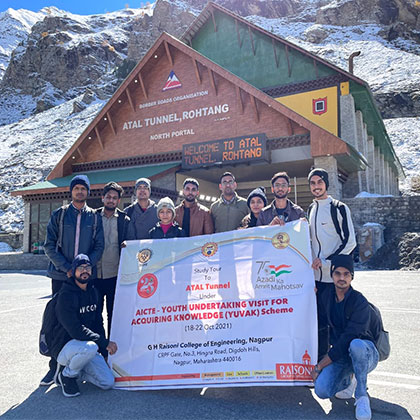 BORDER ROADS ORGANISATION
ATAL TUNNEL, ROHTANG
NORTH PORTAL
WELCOME TO ATAL
TUNNEL, ROHTANG
Study Tour
To
ATAL Tunnel
Under
AICTE - YOUTH UNDERTAKING VISIT FOR
ACQUIRING KNOWLEDGE (YUVAK) Scheme
(18-22 Oct 2021)
G H Raisoni College of Engineering, Nagpur
CRPF Gate, No.3, Hingna Road, Digdoh Hills,
Nagpur, Maharashtra 440016
75
Azadi Ka
Amrit Mahotsav
RAISONI